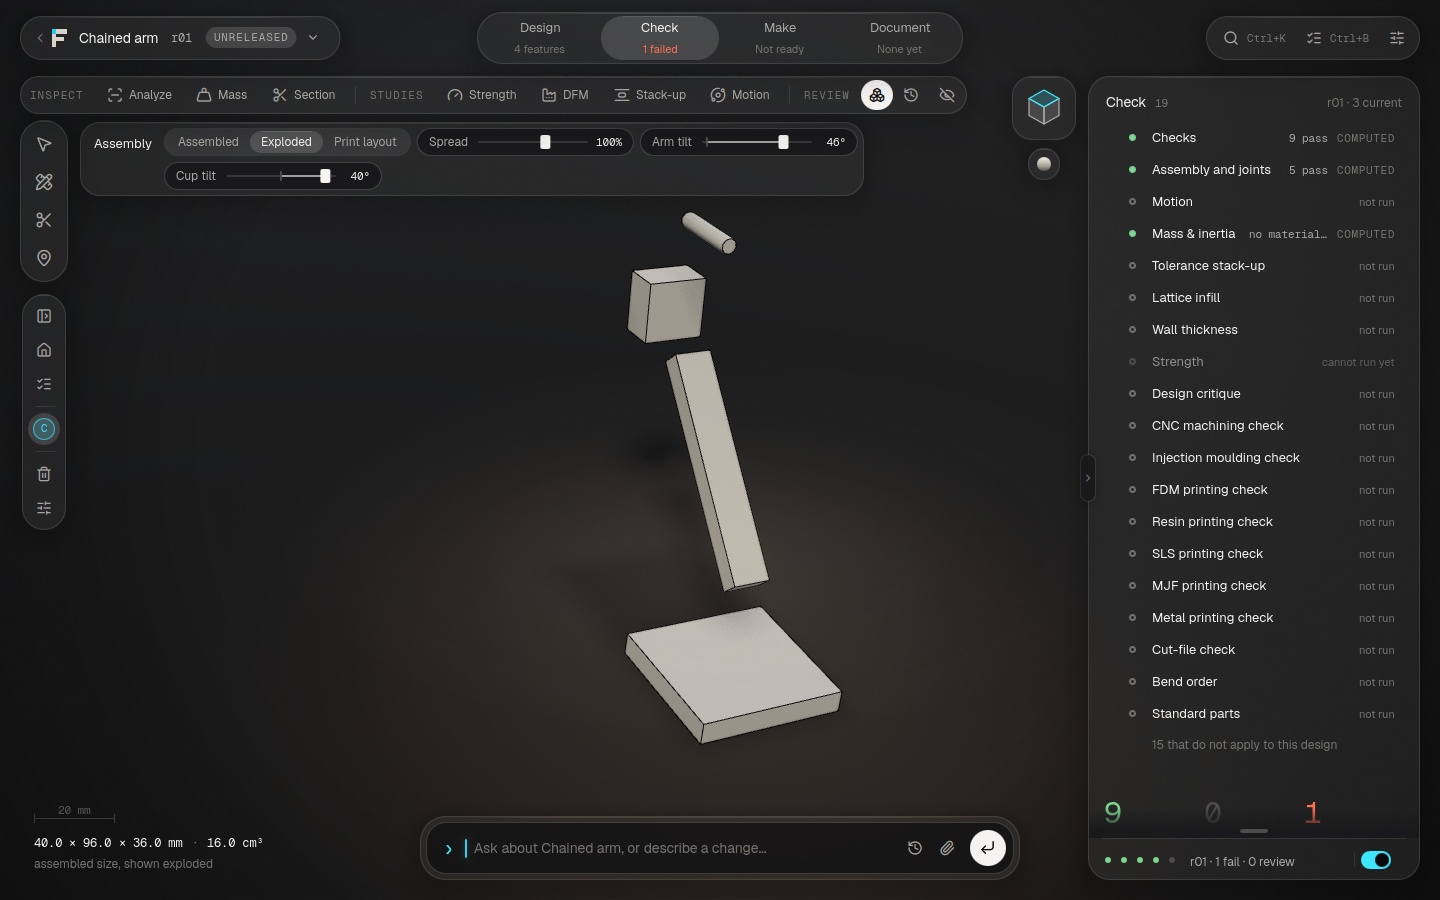 Chained arm r01 UNRELEASED
Design
4 features
Check
1 failed
Make
Not ready
Document
None yet
Ctrl+K Ctrl+B
INSPECT Analyze Mass Section STUDIES Strength DFM Stack-up Motion REVIEW
Assembly Assembled Exploded Print layout Spread 100% Arm tilt 46°
Cup tilt 40°
C
Check 19 r01 · 3 current
Checks 9 pass COMPUTED
Assembly and joints 5 pass COMPUTED
Motion not run
Mass & inertia no material… COMPUTED
Tolerance stack-up not run
Lattice infill not run
Wall thickness not run
Strength cannot run yet
Design critique not run
CNC machining check not run
Injection moulding check not run
FDM printing check not run
Resin printing check not run
SLS printing check not run
MJF printing check not run
Metal printing check not run
Cut-file check not run
Bend order not run
Standard parts not run
15 that do not apply to this design
9 0 1
r01 · 1 fail · 0 review
20 mm
40.0 × 96.0 × 36.0 mm · 16.0 cm³
assembled size, shown exploded
Ask about Chained arm, or describe a change…